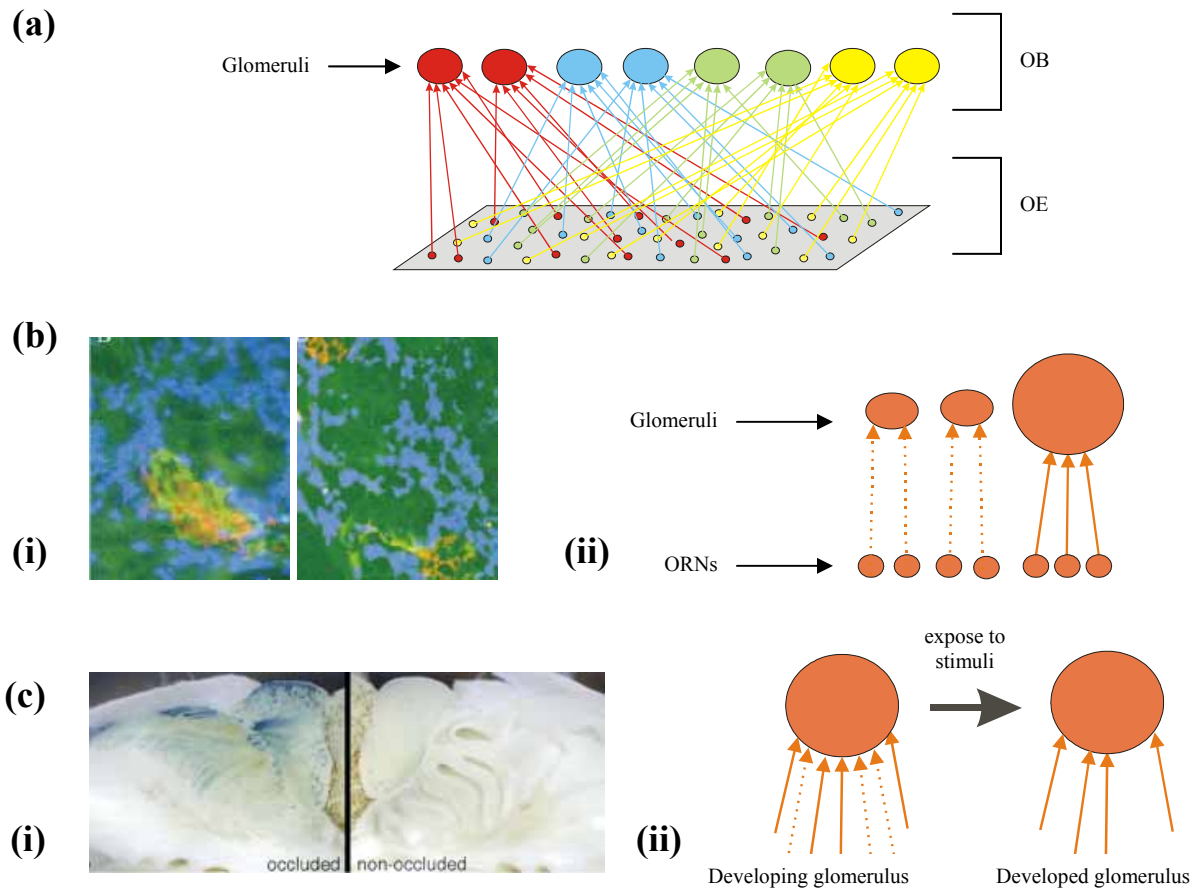 (a)
Glomeruli
OB
OE
(b)
(i)
(ii)
Glomeruli
ORNs
(c)
(i)
occluded
non-occluded
(ii)
expose to
stimuli
Developing glomerulus
Developed glomerulus